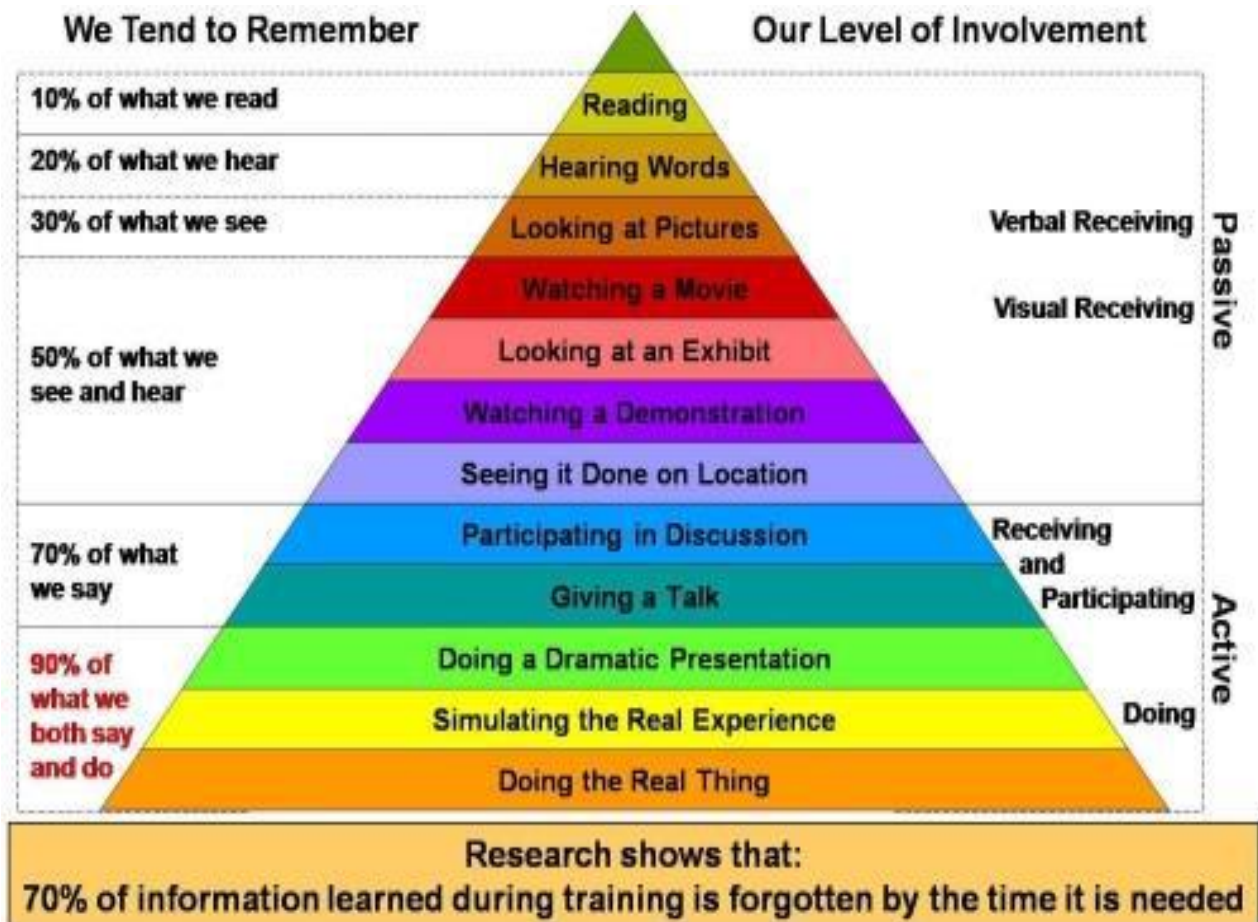 We Tend to Remember
Our Level of Involvement
10% of what we read
Reading
20% of what we hear
Hearing Words
30% of what we see
Looking at Pictures
Verbal Receiving
Passive
Watching a Movie
Visual Receiving
50% of what we
see and hear
Looking at an Exhibit
Watching a Demonstration
Seeing it Done on Location
70% of what
we say
Participating in Discussion
Giving a Talk
Receiving
and
Participating
Active
90% of
what we
both say
and do
Doing a Dramatic Presentation
Simulating the Real Experience
Doing
Doing the Real Thing
Research shows that:
70% of information learned during training is forgotten by the time it is needed